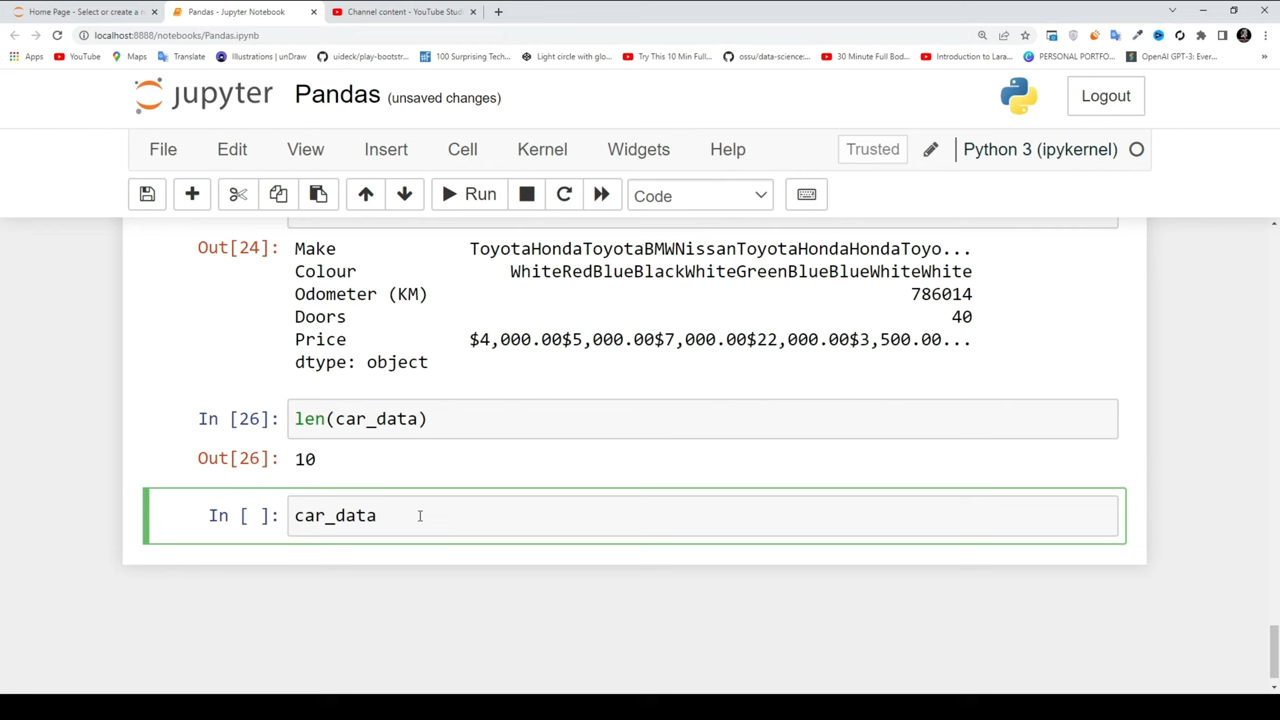 Home Page - Select or create a n
Pandas - Jupyter Notebook
Channel content - YouTube Stud
localhost:8888/notebooks/Pandas.ipynb
Apps YouTube Maps Translate Illustrations | unDraw uideck/play-bootstr... 100 Surprising Tech... Light circle with glo... Try This 10 Min Full... ossu/data-science:... 30 Minute Full Bod... Introduction to Lara... PERSONAL PORTFO... OpenAI GPT-3: Ever...
jupyter Pandas (unsaved changes) Logout
File Edit View Insert Cell Kernel Widgets Help Trusted Python 3 (ipykernel)
Run Code
Out[24]: Make ToyotaHondaToyotaBMWNissanToyotaHondaHondaToyo...
Colour WhiteRedBlueBlackWhiteGreenBlueBlueWhiteWhite
Odometer (KM) 786014
Doors 40
Price $4,000.00$5,000.00$7,000.00$22,000.00$3,500.00...
dtype: object
In [26]: len(car_data)
Out[26]: 10
In [ ]: car_data